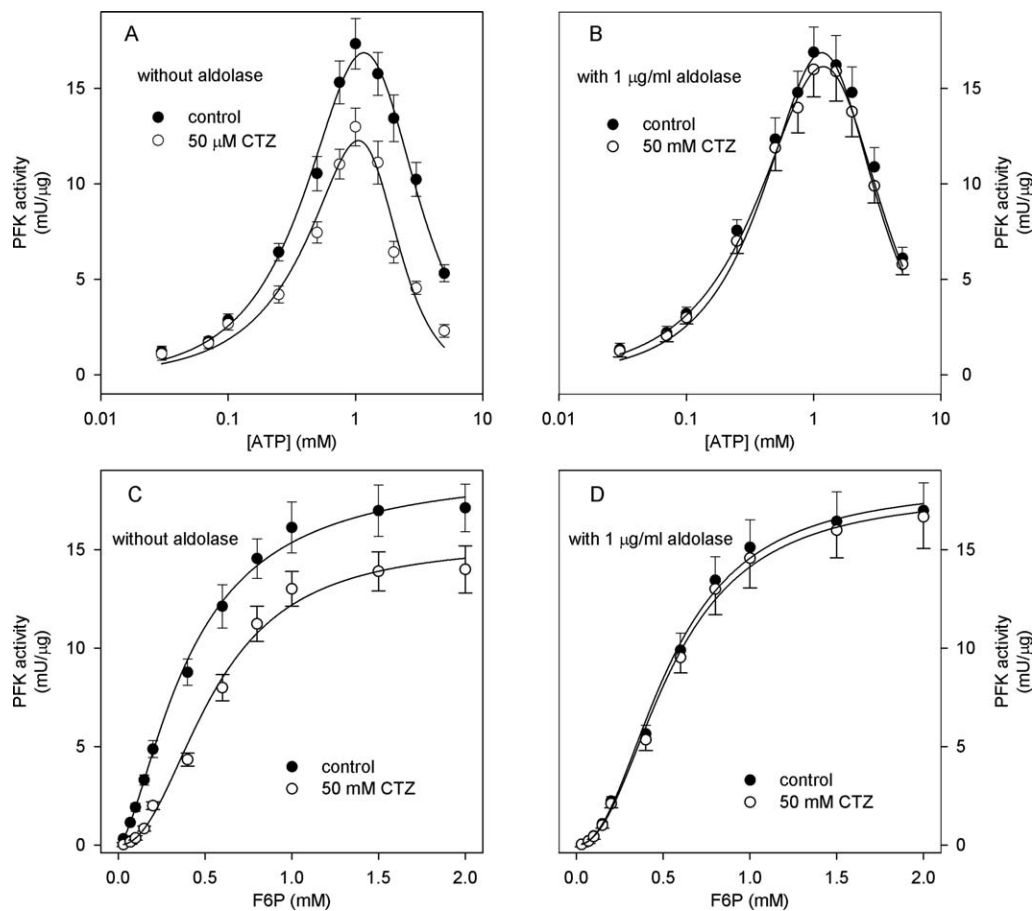 A
without aldolase
control
50 μM CTZ
PFK activity
(mU/μg)
15
10
5
0
0.01 0.1 1 10
[ATP] (mM)
B
with 1 μg/ml aldolase
control
50 mM CTZ
PFK activity
(mU/μg)
15
10
5
0
0.01 0.1 1 10
[ATP] (mM)
C
without aldolase
control
50 mM CTZ
PFK activity
(mU/μg)
15
10
5
0
0.0 0.5 1.0 1.5 2.0
F6P (mM)
D
with 1 μg/ml aldolase
control
50 mM CTZ
PFK activity
(mU/μg)
15
10
5
0
0.0 0.5 1.0 1.5 2.0
F6P (mM)